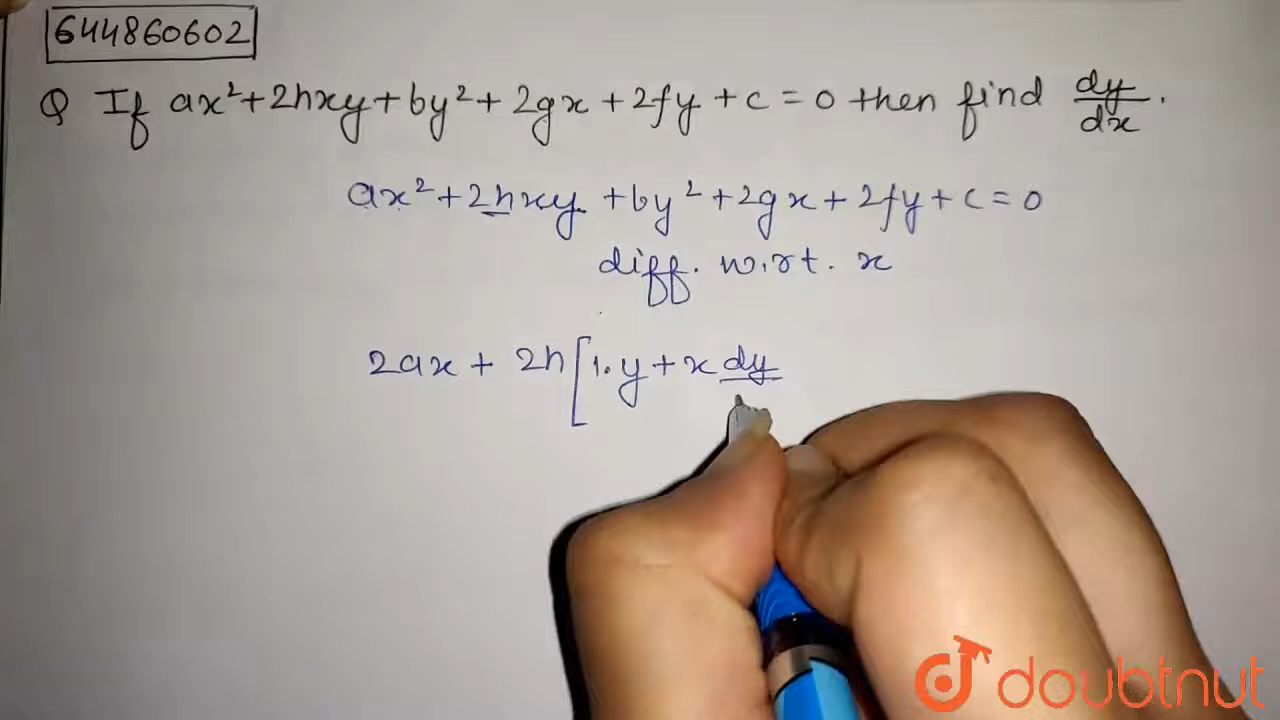 644860602
Q If ax²+2hxy+by²+2gx+2fy+c=0 then find dy/dx.
ax²+2hxy+by²+2gx+2fy+c=0
diff. w.r.t. x
2ax+2h[1.y+x dy
doubtnut